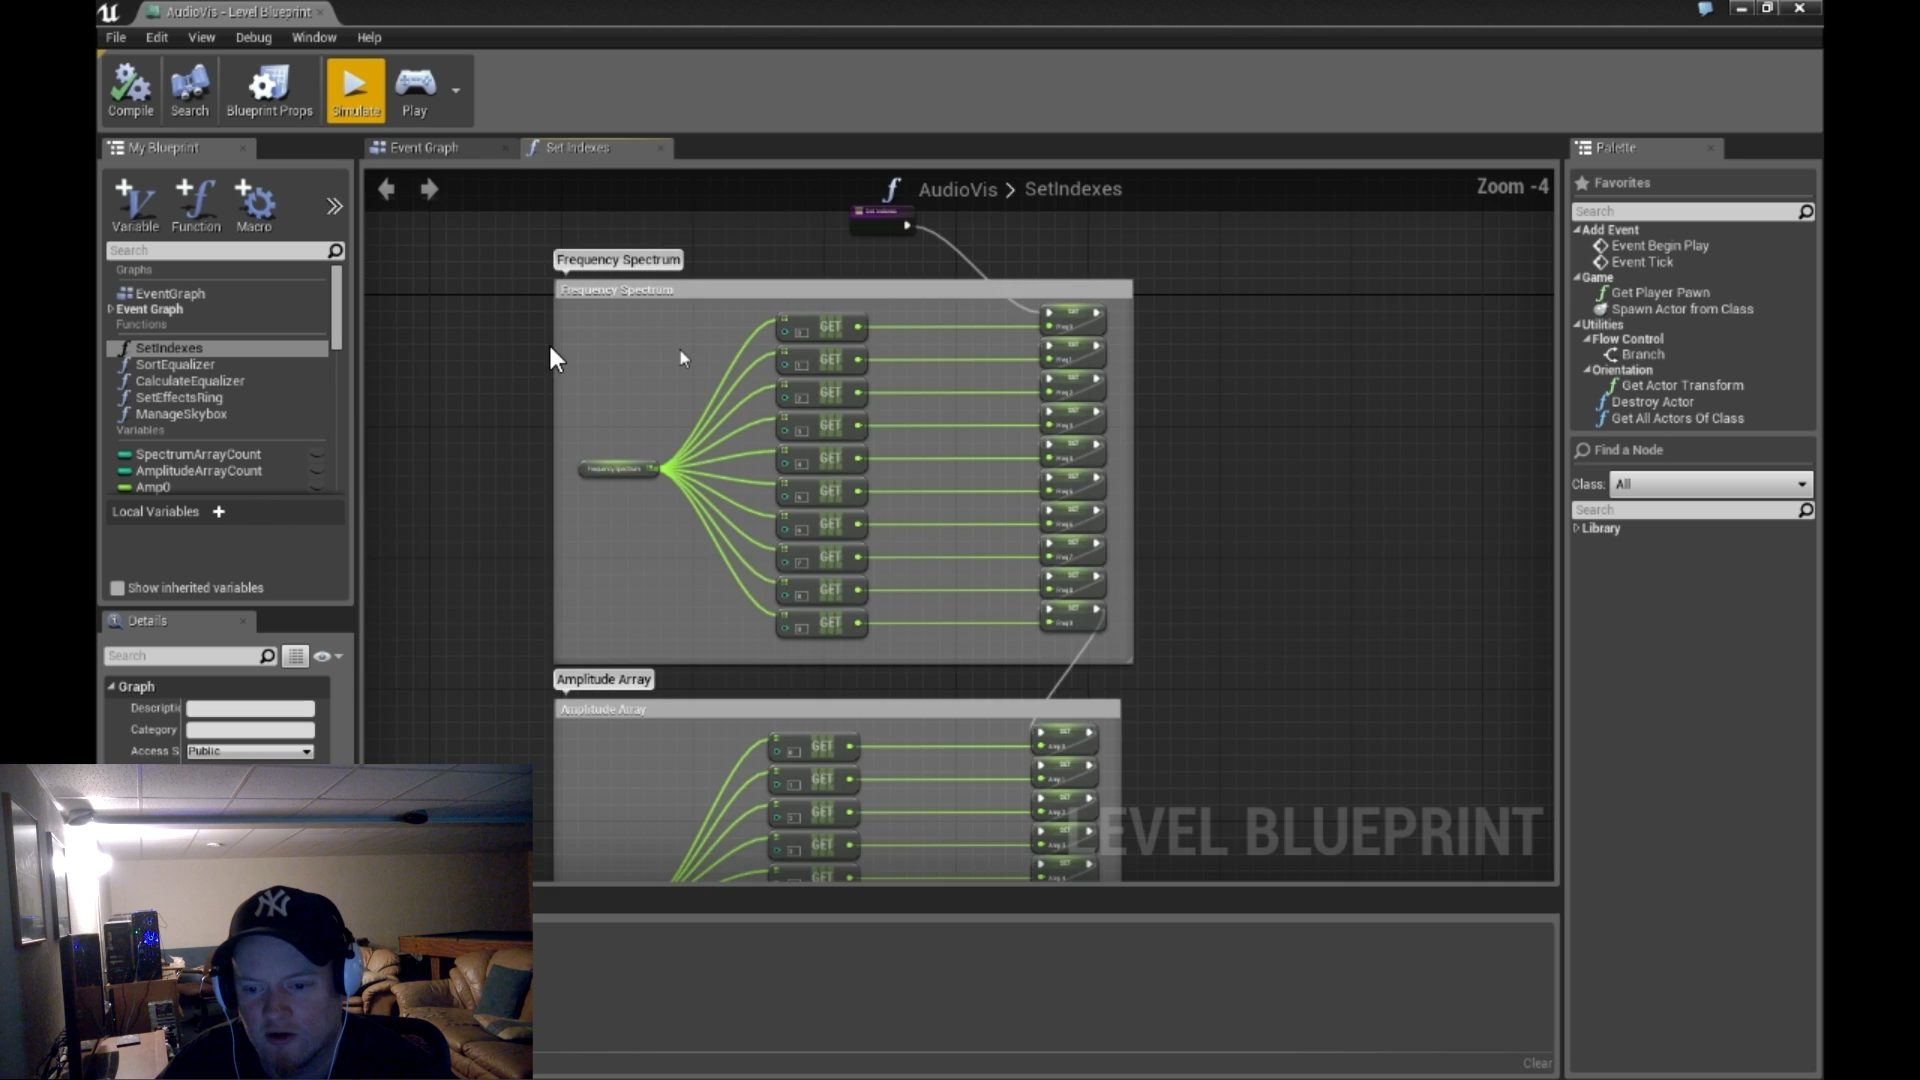 AudioVis - Level Blueprint
File Edit View Debug Window Help
Compile Search Blueprint Props Simulate Play
My Blueprint
Event Graph
Set Indexes
Palette
Variable Function Macro
Search
Graphs
EventGraph
Event Graph
Functions
SetIndexes
SortEqualizer
CalculateEqualizer
SetEffectsRing
ManageSkybox
Variables
SpectrumArrayCount
AmplitudeArrayCount
Amp0
Local Variables
Show inherited variables
Details
Search
Graph
Category
Public
AudioVis > SetIndexes
Zoom -4
Frequency Spectrum
Frequency Spectrum
GET
GET
GET
GET
GET
GET
GET
GET
GET
GET
Frequency Spectrum
Amplitude Array
Amplitude Array
GET
GET
GET
GET
GET
LEVEL BLUEPRINT
Clear
Favorites
Search
Add Event
Event Begin Play
Event Tick
Game
Get Player Pawn
Spawn Actor from Class
Utilities
Flow Control
Branch
Orientation
Get Actor Transform
Destroy Actor
Get All Actors Of Class
Find a Node
Class: All
Search
Library